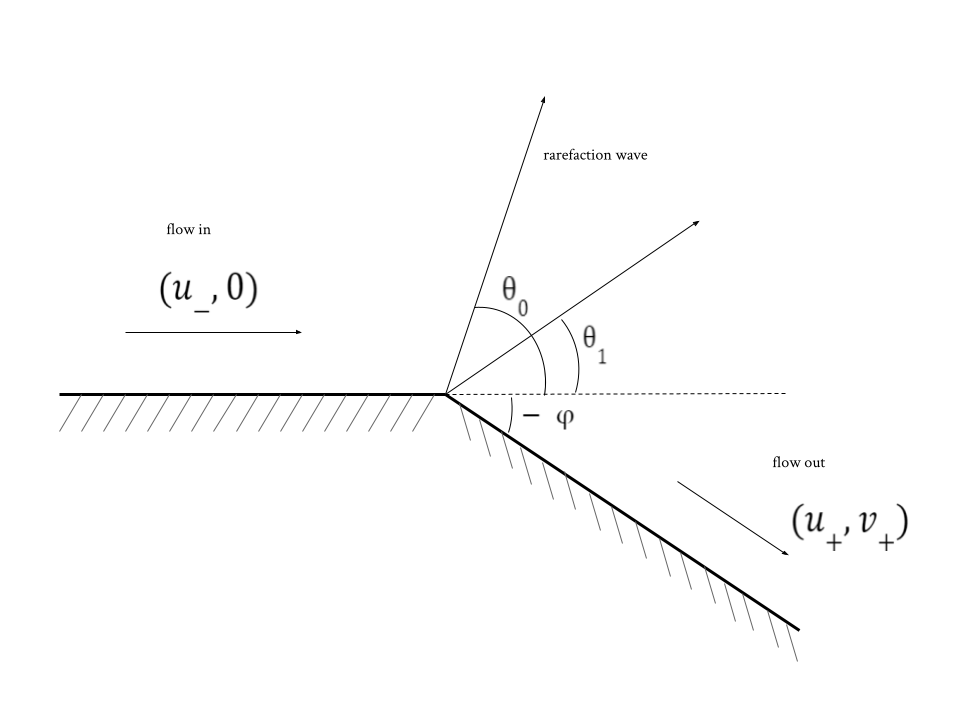 rarefaction wave
flow in
(u_, 0)
θ0
θ1
− φ
flow out
(u+, v+)